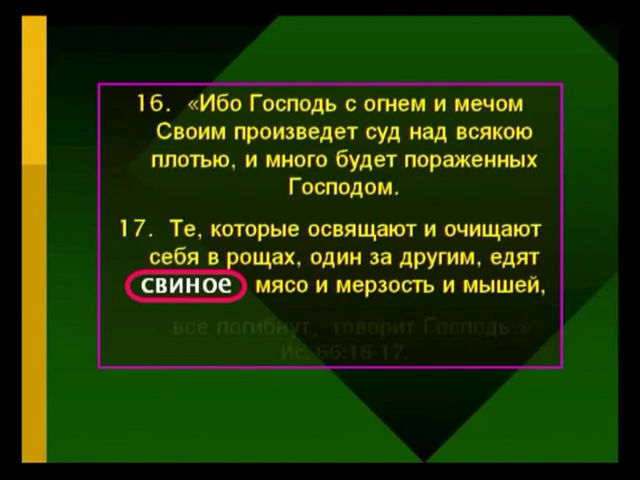 16. «Ибо Господь с огнем и мечом
Своим произведет суд над всякою
плотью, и много будет пораженных
Господом.
17. Те, которые освящают и очищают
себя в рощах, один за другим, едят
свиное мясо и мерзость и мышей,
все погибнут, говорит Господь.»
Ис. 66:16-17.